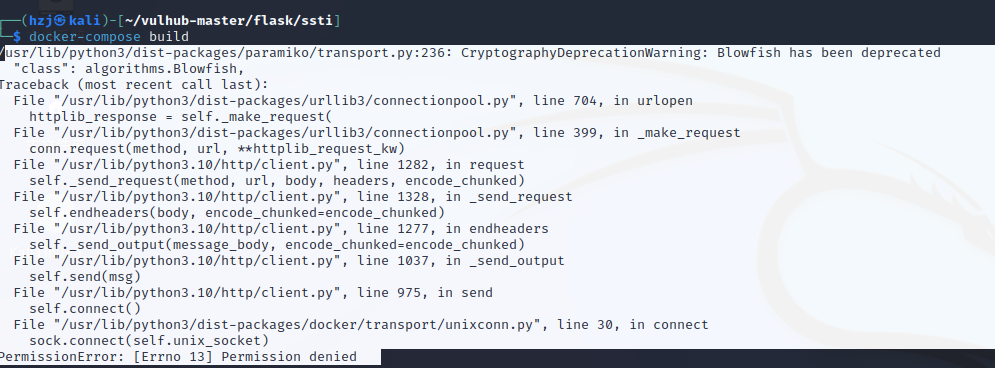 (hzj㉿kali)-[~/vulhub-master/flask/ssti]
$ docker-compose build
/usr/lib/python3/dist-packages/paramiko/transport.py:236: CryptographyDeprecationWarning: Blowfish has been deprecated
"class": algorithms.Blowfish,
Traceback (most recent call last):
File "/usr/lib/python3/dist-packages/urllib3/connectionpool.py", line 704, in urlopen
httplib_response = self._make_request(
File "/usr/lib/python3/dist-packages/urllib3/connectionpool.py", line 399, in _make_request
conn.request(method, url, **httplib_request_kw)
File "/usr/lib/python3.10/http/client.py", line 1282, in request
self._send_request(method, url, body, headers, encode_chunked)
File "/usr/lib/python3.10/http/client.py", line 1328, in _send_request
self.endheaders(body, encode_chunked=encode_chunked)
File "/usr/lib/python3.10/http/client.py", line 1277, in endheaders
self._send_output(message_body, encode_chunked=encode_chunked)
File "/usr/lib/python3.10/http/client.py", line 1037, in _send_output
self.send(msg)
File "/usr/lib/python3.10/http/client.py", line 975, in send
self.connect()
File "/usr/lib/python3/dist-packages/docker/transport/unixconn.py", line 30, in connect
sock.connect(self.unix_socket)
PermissionError: [Errno 13] Permission denied